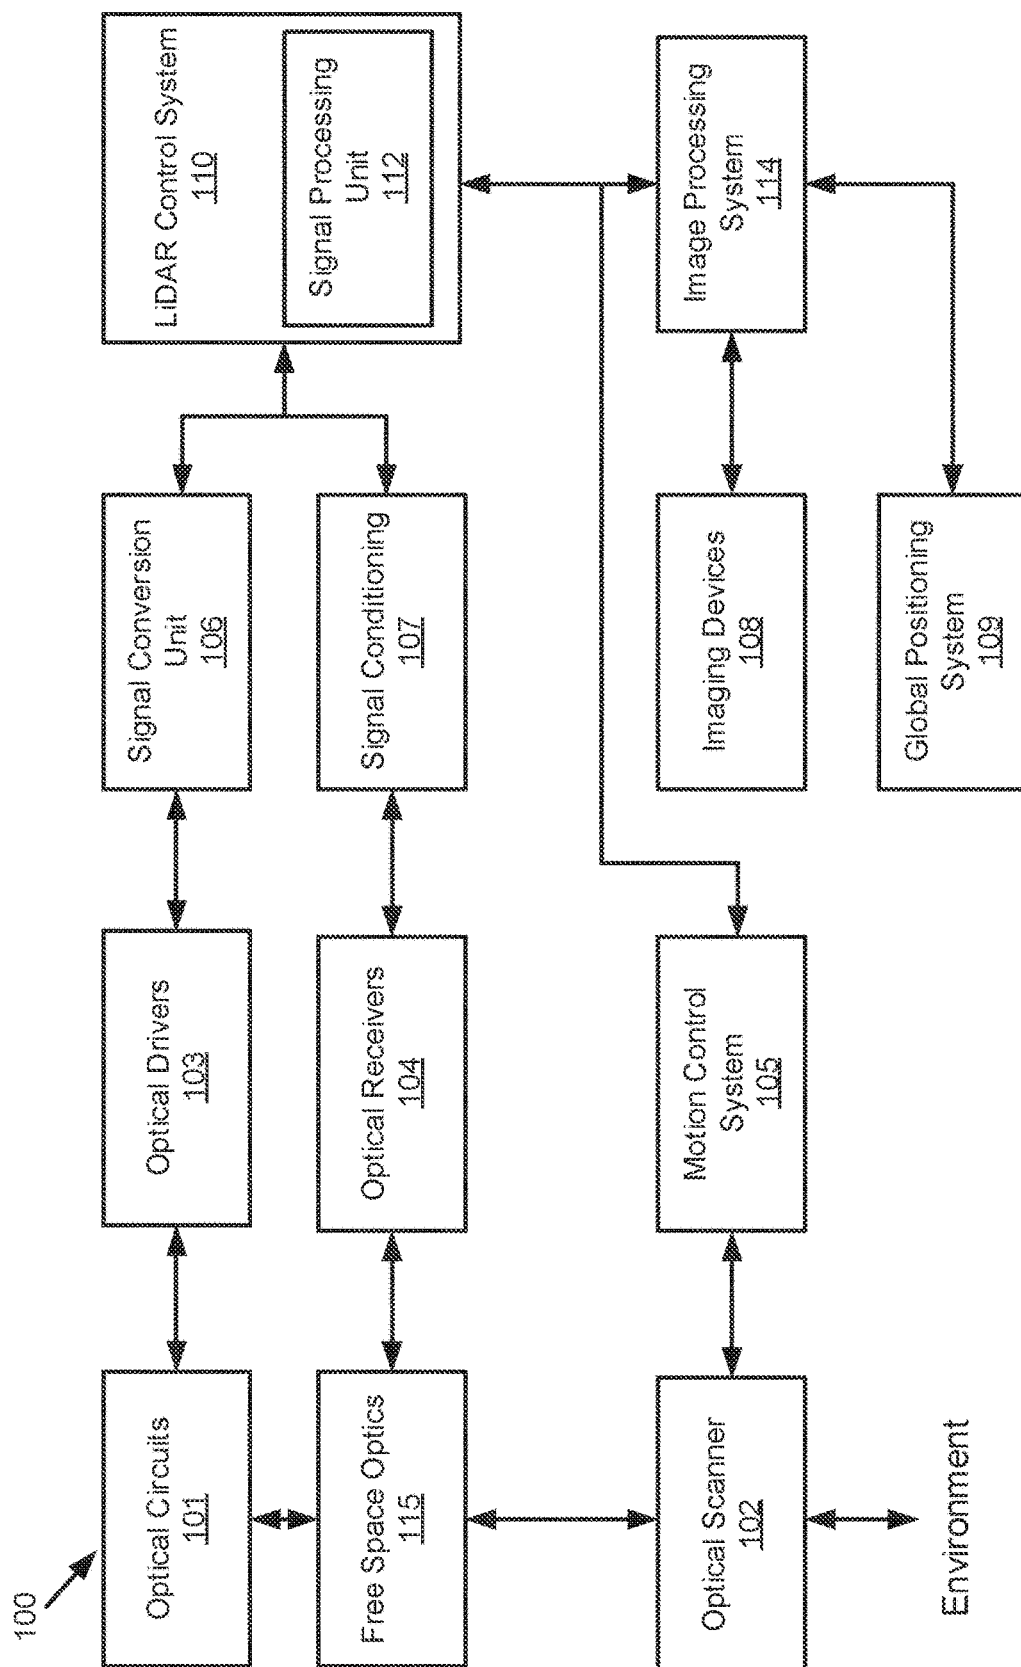 100
Optical Circuits
101
Optical Drivers
103
Signal Conversion
Unit
106
LiDAR Control System
110
Signal Processing
Unit
112
Free Space Optics
115
Optical Receivers
104
Signal Conditioning
107
Optical Scanner
102
Motion Control
System
105
Imaging Devices
108
Image Processing
System
114
Global Positioning
System
109
Environment